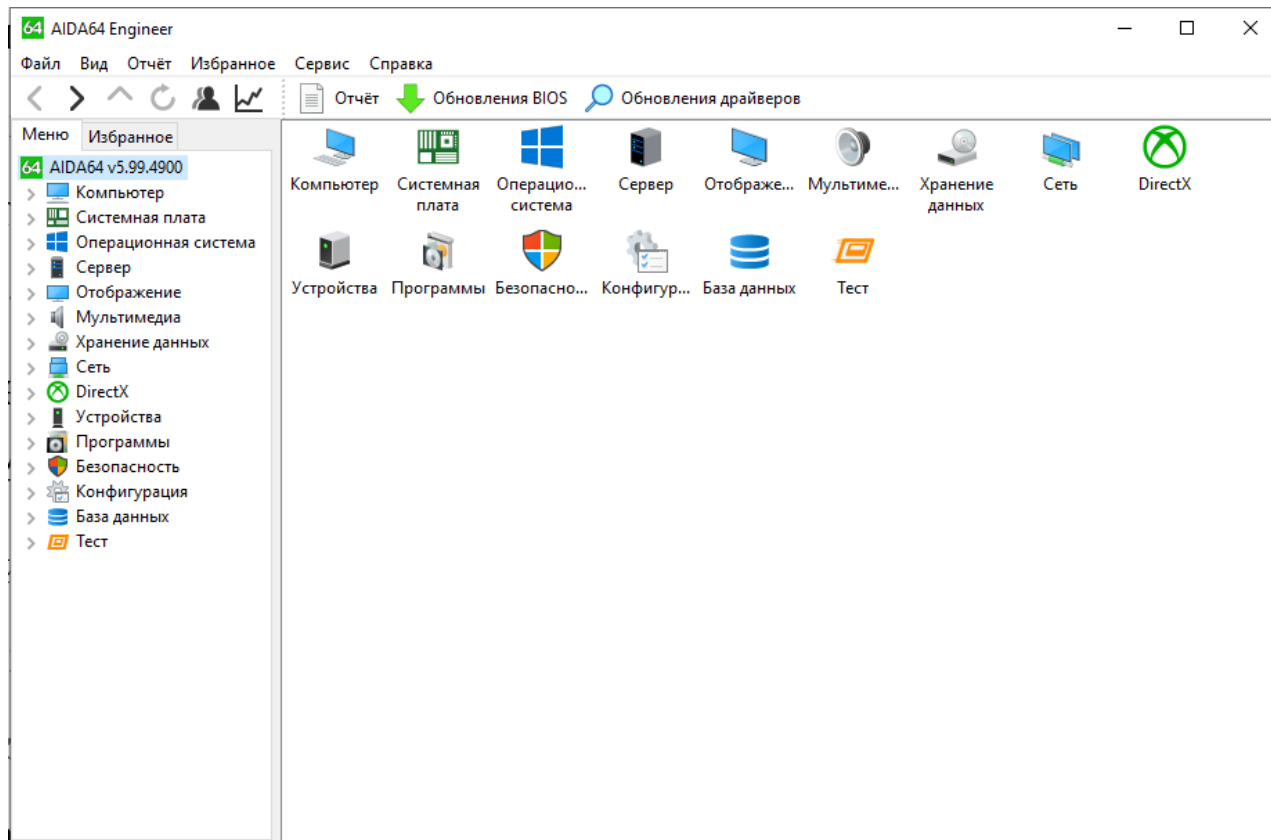 64 AIDA64 Engineer
Файл Вид Отчёт Избранное Сервис Справка
Отчёт Обновления BIOS Обновления драйверов
Меню Избранное
64 AIDA64 v5.99.4900
Компьютер
Системная плата
Операционная система
Сервер
Отображение
Мультимедиа
Хранение данных
Сеть
DirectX
Устройства
Программы
Безопасность
Конфигурация
База данных
Тест
Компьютер
Системная плата
Операцио... система
Сервер
Отображе...
Мультиме...
Хранение данных
Сеть
DirectX
Устройства
Программы
Безопасно...
Конфигур...
База данных
Тест